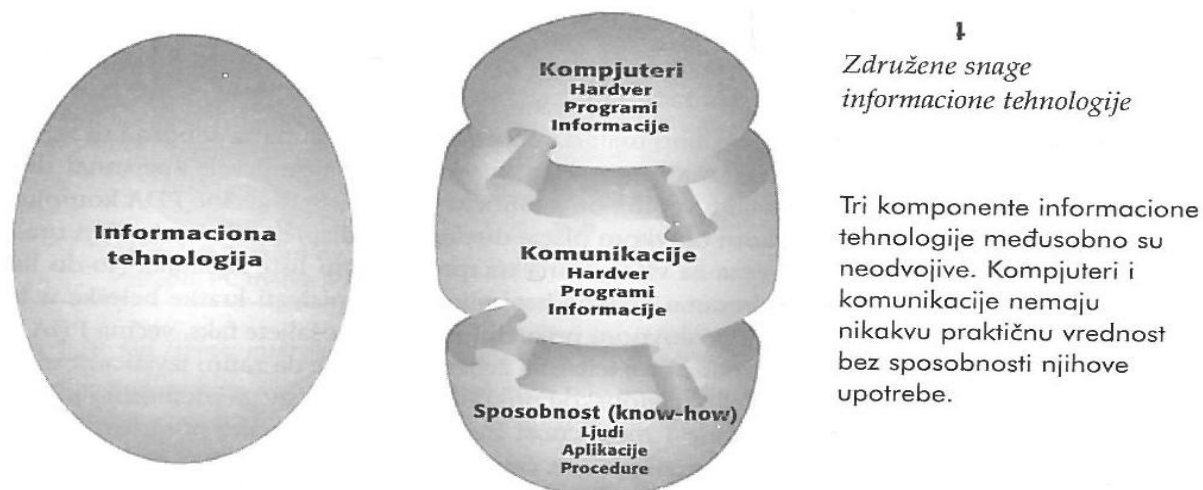 Informaciona
tehnologija
Kompjuteri
Hardver
Programi
Informacije
Komunikacije
Hardver
Programi
Informacije
Sposobnost (know-how)
Ljudi
Aplikacije
Procedure
Združene snage
informacione tehnologije
Tri komponente informacione
tehnologije međusobno su
neodvojive. Kompjuteri i
komunikacije nemaju
nikakvu praktičnu vrednost
bez sposobnosti njihove
upotrebe.